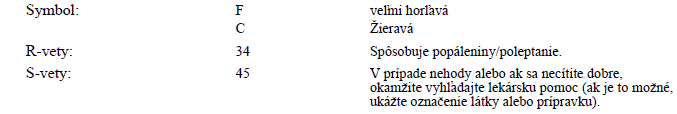 Symbol: F veľmi horľavá
C Žieravá
R-vety: 34 Spôsobuje popáleniny/poleptanie.
S-vety: 45 V prípade nehody alebo ak sa necítite dobre,
okamžite vyhľadajte lekársku pomoc (ak je to možné,
ukážte označenie látky alebo prípravku).